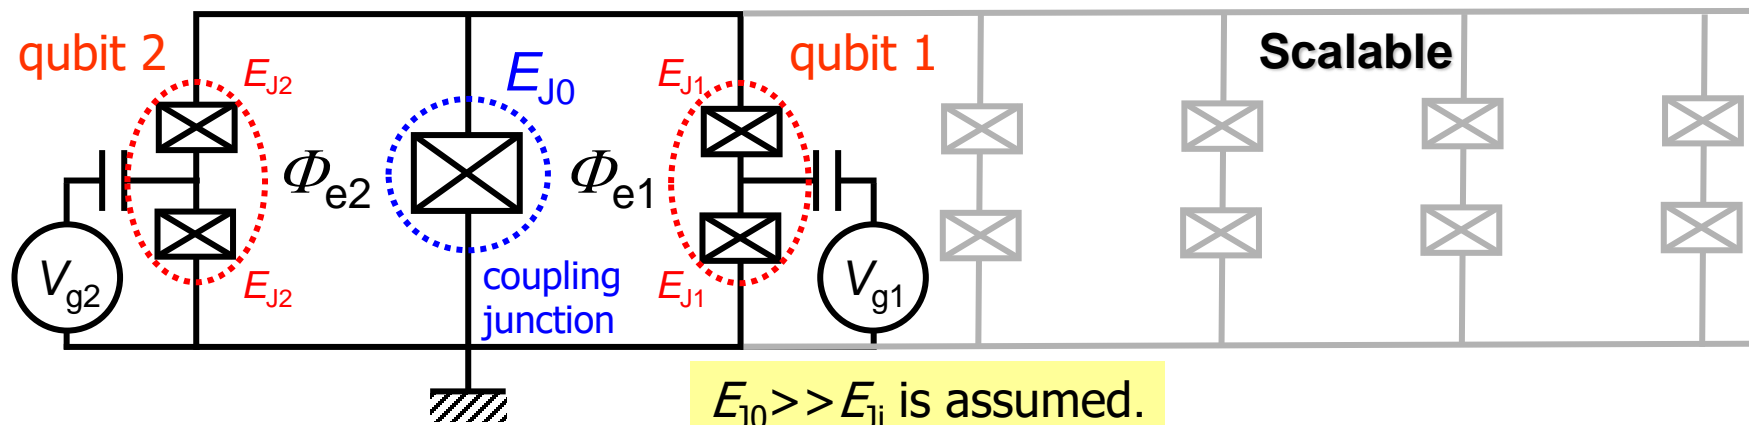 qubit 2
E_J2
E_J0
E_J1
qubit 1
Scalable
Φ_e2
Φ_e1
V_g2
E_J2
coupling
junction
E_J1
V_g1
E_J0>>E_Ji is assumed.